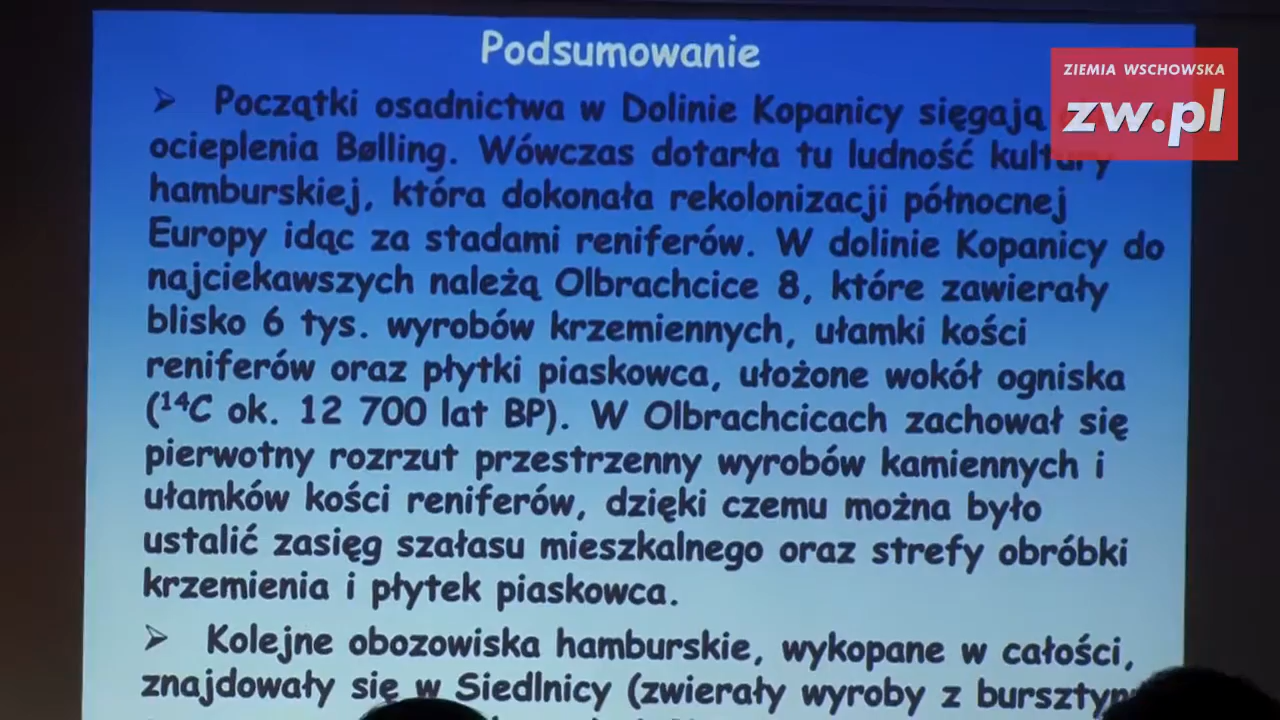 Podsumowanie
ZIEMIA WSCHOWSKA
zw.pl
➢ Początki osadnictwa w Dolinie Kopanicy sięgają
ocieplenia Bølling. Wówczas dotarła tu ludność kultury
hamburskiej, która dokonała rekolonizacji północnej
Europy idąc za stadami reniferów. W dolinie Kopanicy do
najciekawszych należą Olbrachcice 8, które zawierały
blisko 6 tys. wyrobów krzemiennych, ułamki kości
reniferów oraz płytki piaskowca, ułożone wokół ogniska
(¹⁴C ok. 12 700 lat BP). W Olbrachcicach zachował się
pierwotny rozrzut przestrzenny wyrobów kamiennych i
ułamków kości reniferów, dzięki czemu można było
ustalić zasięg szałasu mieszkalnego oraz strefy obróbki
krzemienia i płytek piaskowca.
➢ Kolejne obozowiska hamburskie, wykopane w całości,
znajdowały się w Siedlnicy (zwierały wyroby z